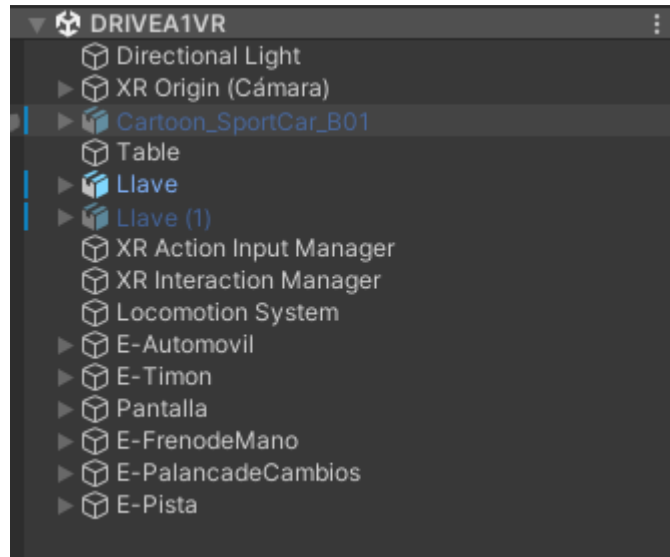 DRIVEA1VR
Directional Light
XR Origin (Cámara)
Cartoon_SportCar_B01
Table
Llave
Llave (1)
XR Action Input Manager
XR Interaction Manager
Locomotion System
E-Automovil
E-Timon
Pantalla
E-FrenodeMano
E-PalancadeCambios
E-Pista